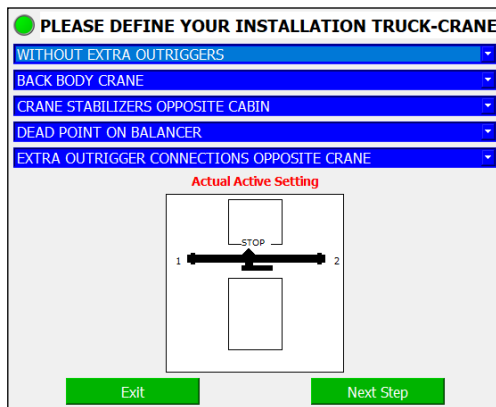 PLEASE DEFINE YOUR INSTALLATION TRUCK-CRANE
WITHOUT EXTRA OUTRIGGERS
BACK BODY CRANE
CRANE STABILIZERS OPPOSITE CABIN
DEAD POINT ON BALANCER
EXTRA OUTRIGGER CONNECTIONS OPPOSITE CRANE
Actual Active Setting
STOP
1 2
Exit Next Step